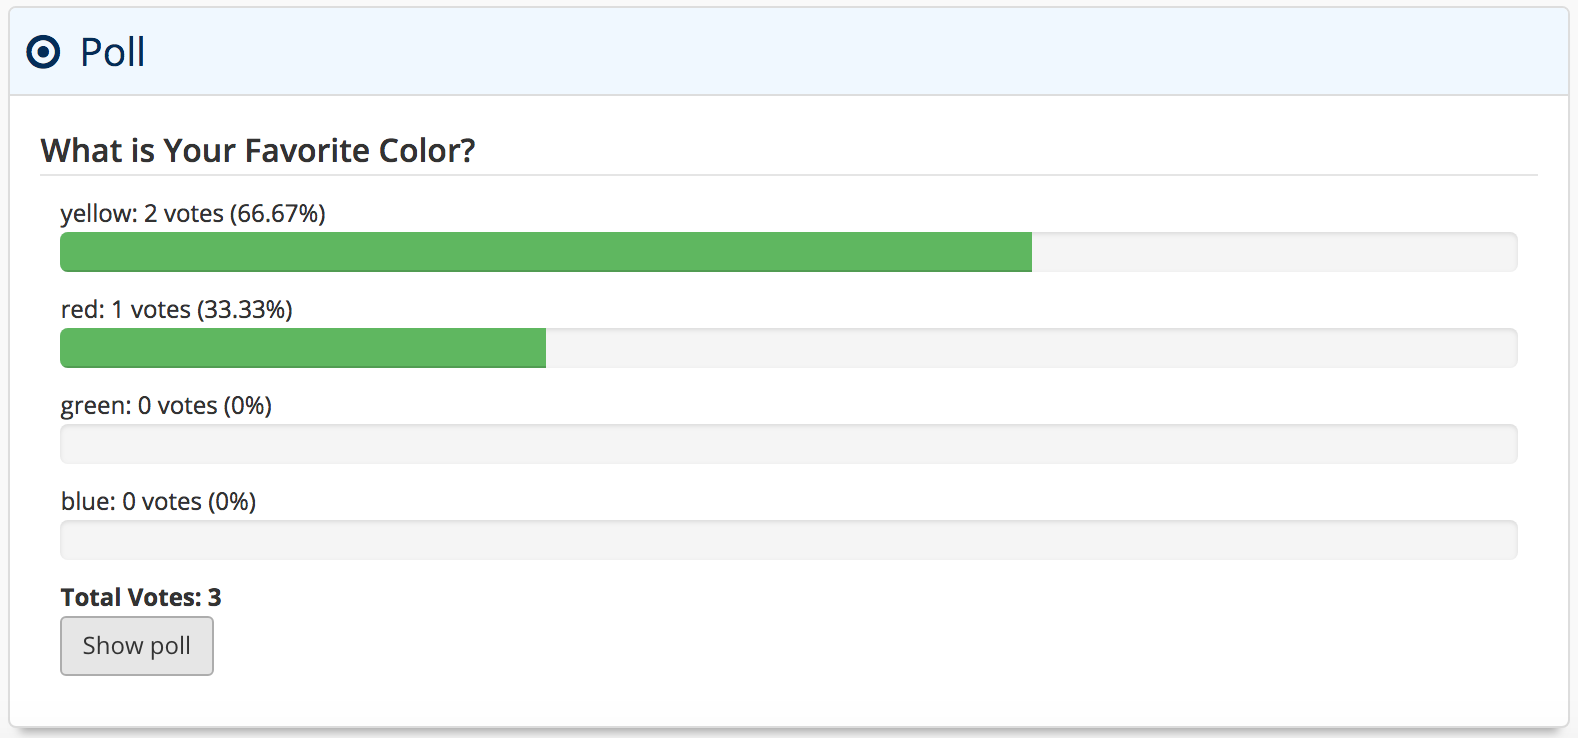 Poll
What is Your Favorite Color?
yellow: 2 votes (66.67%)
red: 1 votes (33.33%)
green: 0 votes (0%)
blue: 0 votes (0%)
Total Votes: 3
Show poll